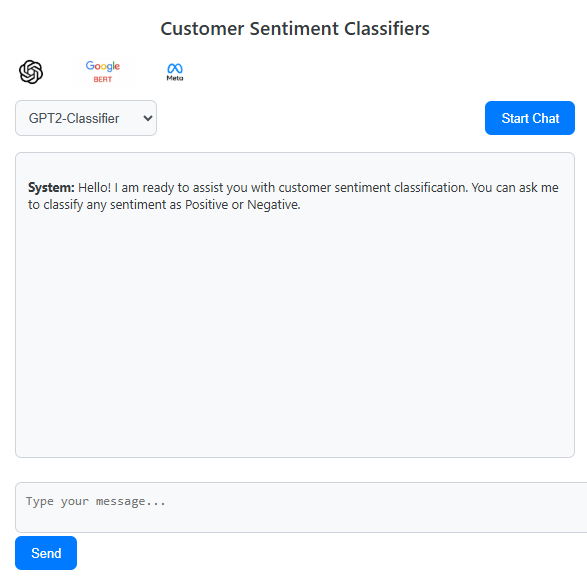 Customer Sentiment Classifiers
Google
BERT
Meta
GPT2-Classifier
Start Chat
System: Hello! I am ready to assist you with customer sentiment classification. You can ask me
to classify any sentiment as Positive or Negative.
Type your message...
Send